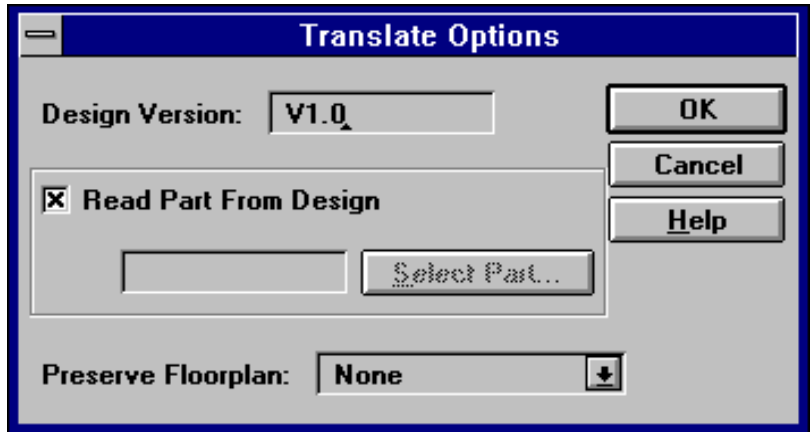 Translate Options
Design Version: V1.0
OK
Cancel
Read Part From Design
Help
Select Part...
Preserve Floorplan: None